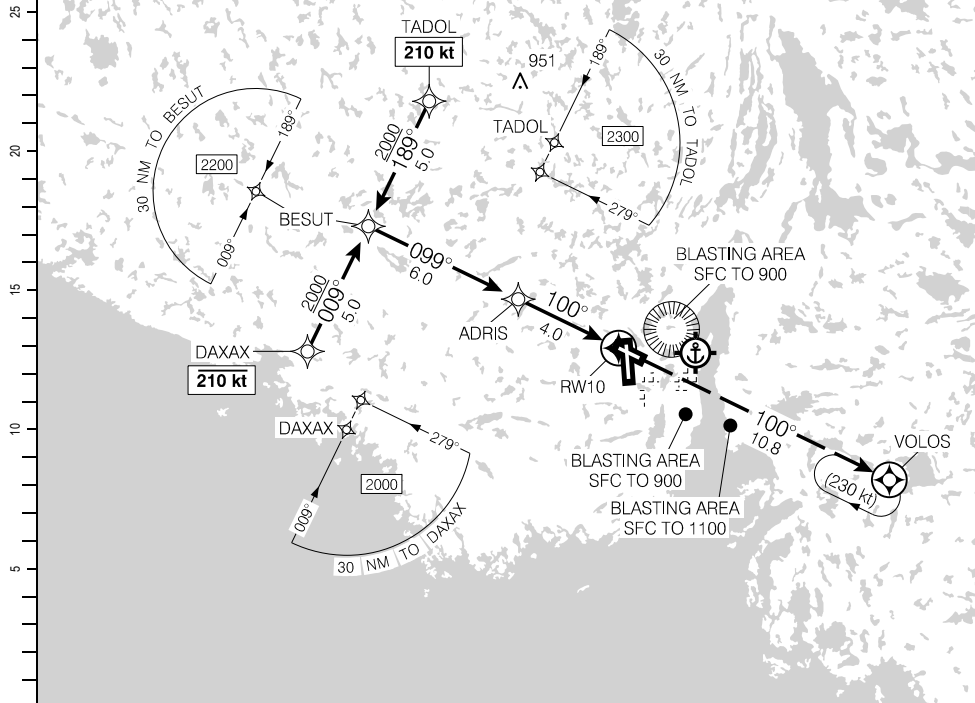 25
20
15
10
5
TADOL
210 kt
951
189°
30 NM TO TADOL
TADOL
2300
279°
30 NM TO BESUT
189°
2200
009°
BESUT
2000
189°
5.0
099°
6.0
2000
009°
5.0
DAXAX
210 kt
ADRIS
100°
4.0
RW10
BLASTING AREA
SFC TO 900
DAXAX
279°
2000
009°
30 NM TO DAXAX
BLASTING AREA
SFC TO 900
BLASTING AREA
SFC TO 1100
100°
10.8
VOLOS
(230 kt)